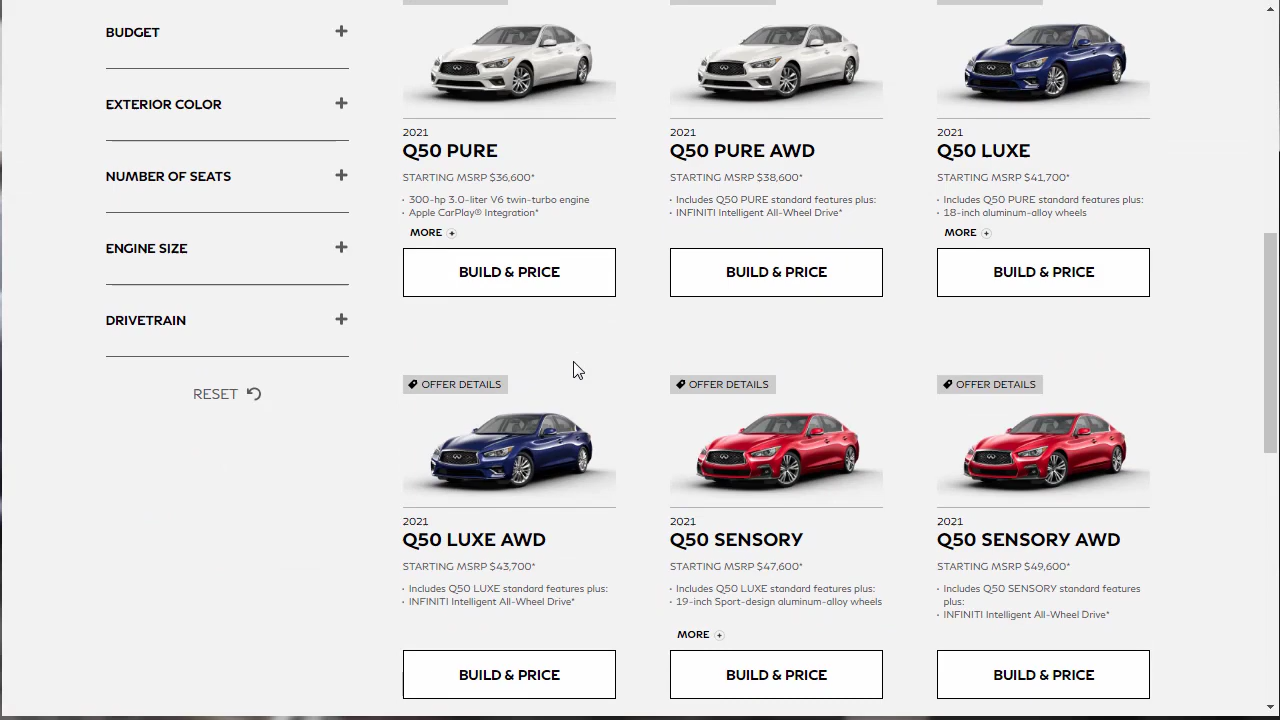 BUDGET
EXTERIOR COLOR
NUMBER OF SEATS
ENGINE SIZE
DRIVETRAIN
RESET
2021
Q50 PURE
STARTING MSRP $36,600*
· 300-hp 3.0-liter V6 twin-turbo engine
· Apple CarPlay® Integration*
MORE +
BUILD & PRICE
2021
Q50 PURE AWD
STARTING MSRP $38,600*
· Includes Q50 PURE standard features plus:
· INFINITI Intelligent All-Wheel Drive*
BUILD & PRICE
2021
Q50 LUXE
STARTING MSRP $41,700*
· Includes Q50 PURE standard features plus:
· 18-inch aluminum-alloy wheels
MORE +
BUILD & PRICE
OFFER DETAILS
2021
Q50 LUXE AWD
STARTING MSRP $43,700*
· Includes Q50 LUXE standard features plus:
· INFINITI Intelligent All-Wheel Drive*
BUILD & PRICE
OFFER DETAILS
2021
Q50 SENSORY
STARTING MSRP $47,600*
· Includes Q50 LUXE standard features plus:
· 19-inch Sport-design aluminum-alloy wheels
MORE +
BUILD & PRICE
OFFER DETAILS
2021
Q50 SENSORY AWD
STARTING MSRP $49,600*
· Includes Q50 SENSORY standard features
plus:
· INFINITI Intelligent All-Wheel Drive*
BUILD & PRICE